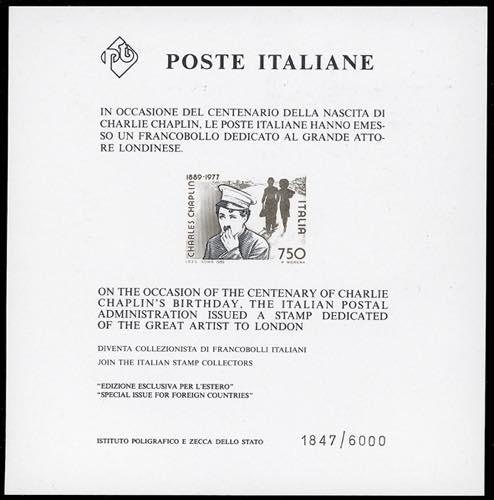 POSTE ITALIANE
IN OCCASIONE DEL CENTENARIO DELLA NASCITA DI
CHARLIE CHAPLIN, LE POSTE ITALIANE HANNO EMES-
SO UN FRANCOBOLLO DEDICATO AL GRANDE ATTO-
RE LONDINESE.
1889-1977
CHARLES CHAPLIN
ITALIA
750
I.P.Z.S. ROMA 1989
P. MORENA
ON THE OCCASION OF THE CENTENARY OF CHARLIE
CHAPLIN'S BIRTHDAY, THE ITALIAN POSTAL
ADMINISTRATION ISSUED A STAMP DEDICATED
OF THE GREAT ARTIST TO LONDON
DIVENTA COLLEZIONISTA DI FRANCOBOLLI ITALIANI
JOIN THE ITALIAN STAMP COLLECTORS
"EDIZIONE ESCLUSIVA PER L'ESTERO"
"SPECIAL ISSUE FOR FOREIGN COUNTRIES"
ISTITUTO POLIGRAFICO E ZECCA DELLO STATO
1847/6000